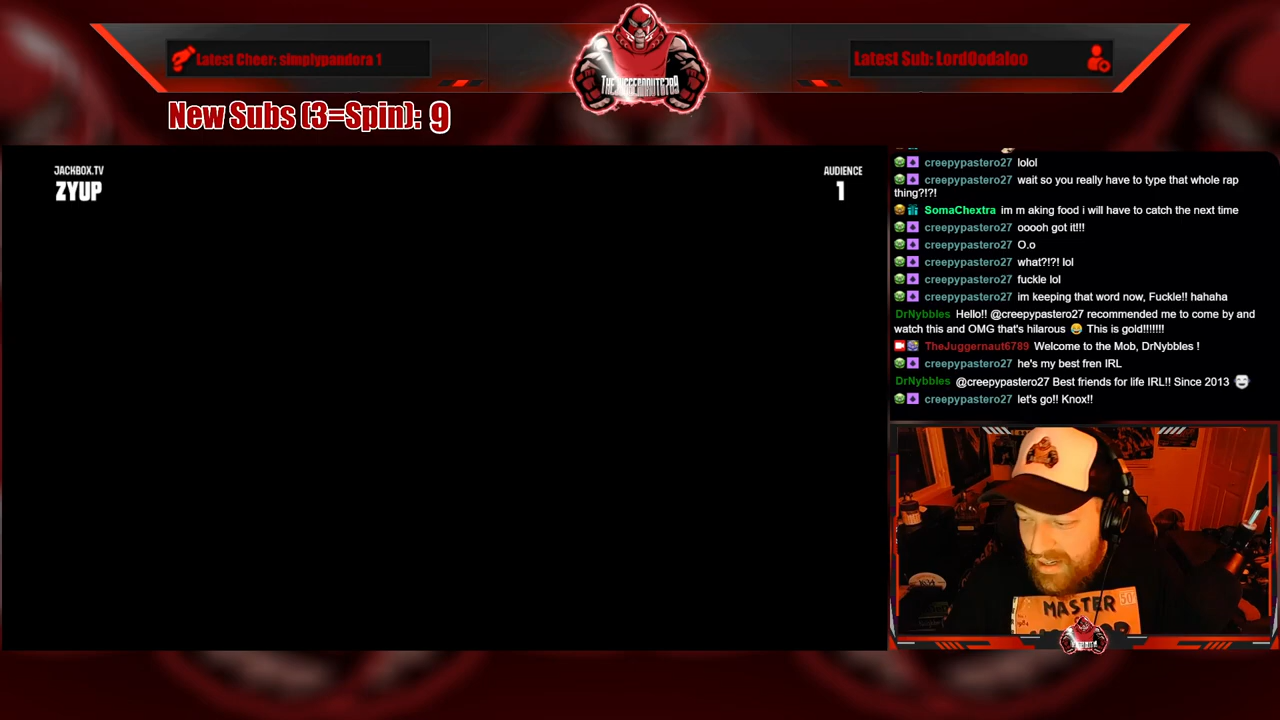 Latest Cheer: simplypandora 1
THEJUGGERNAUT6789
Latest Sub: LordOodaloo
New Subs (3=Spin): 9
JACKBOX.TV
ZYUP
AUDIENCE
1
creepypastero27 lolol
creepypastero27 wait so you really have to type that whole rap
thing?!?!
SomaChextra im m aking food i will have to catch the next time
creepypastero27 ooooh got it!!!
creepypastero27 O.o
creepypastero27 what?!?! lol
creepypastero27 fuckle lol
creepypastero27 im keeping that word now, Fuckle!! hahaha
DrNybbles Hello!! @creepypastero27 recommended me to come by and
watch this and OMG that's hilarous 😂 This is gold!!!!!!!
TheJuggernaut6789 Welcome to the Mob, DrNybbles !
creepypastero27 he's my best fren IRL
DrNybbles @creepypastero27 Best friends for life IRL!! Since 2013
creepypastero27 let's go!! Knox!!
MASTER